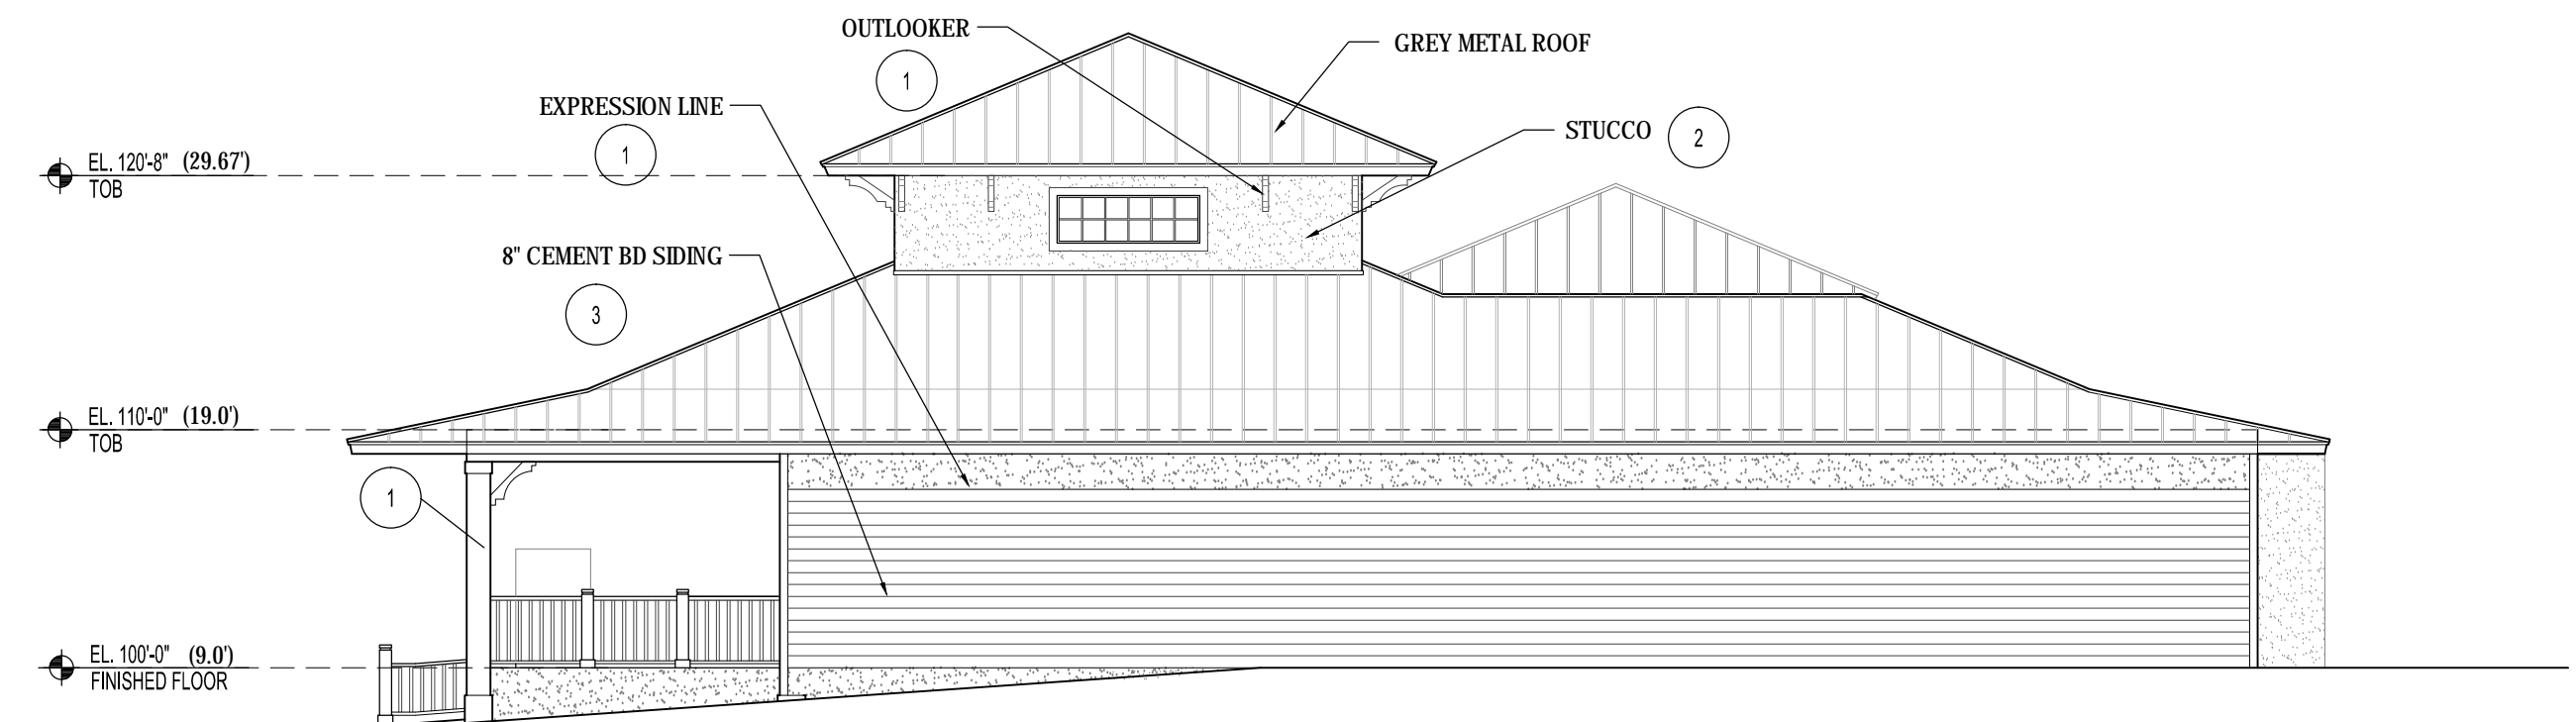 OUTLOOKER
1
GREY METAL ROOF
EXPRESSION LINE
1
STUCCO 2
EL. 120'-8" (29.67')
TOB
8" CEMENT BD SIDING
3
EL. 110'-0" (19.0')
TOB
1
EL. 100'-0" (9.0')
FINISHED FLOOR